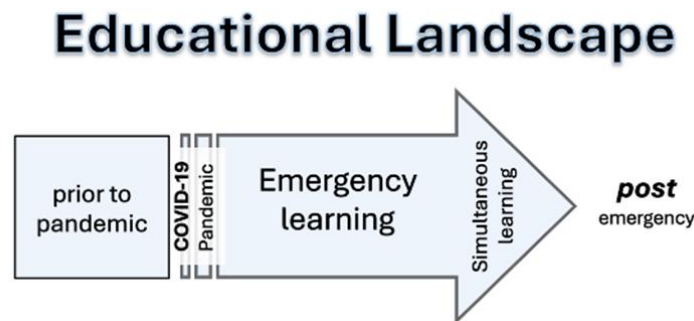 Educational Landscape
prior to
pandemic
COVID-19
Pandemic
Emergency
learning
Simultaneous
learning
post
emergency